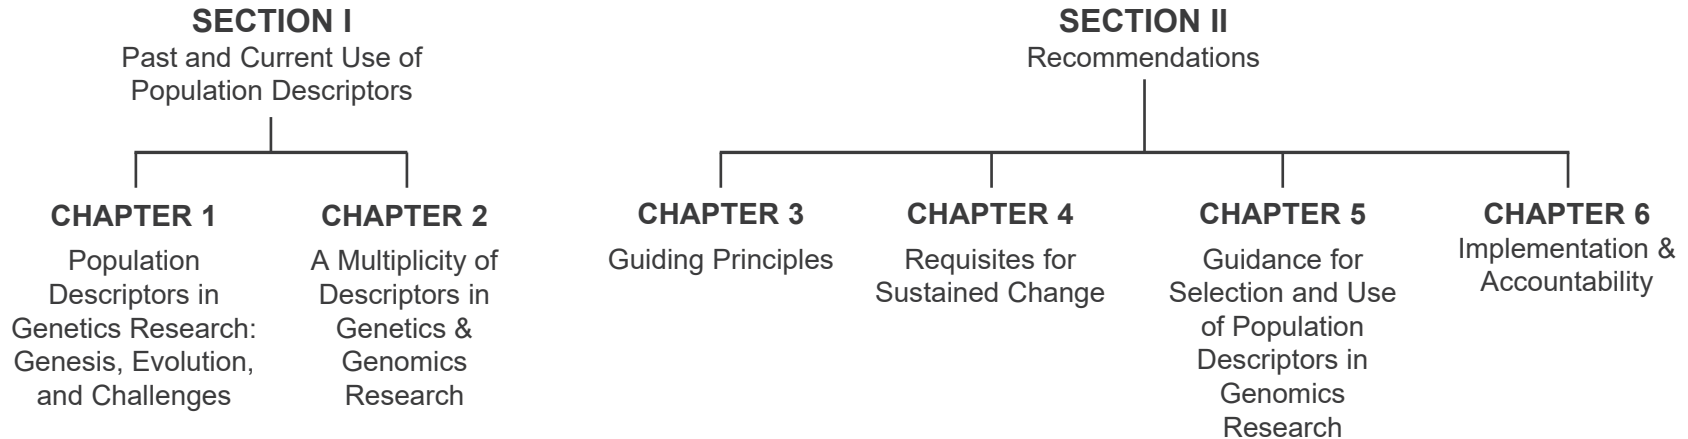 SECTION I
Past and Current Use of
Population Descriptors
CHAPTER 1
Population
Descriptors in
Genetics Research:
Genesis, Evolution,
and Challenges
CHAPTER 2
A Multiplicity of
Descriptors in
Genetics &
Genomics
Research
SECTION II
Recommendations
CHAPTER 3
Guiding Principles
CHAPTER 4
Requisites for
Sustained Change
CHAPTER 5
Guidance for
Selection and Use
of Population
Descriptors in
Genomics
Research
CHAPTER 6
Implementation &
Accountability